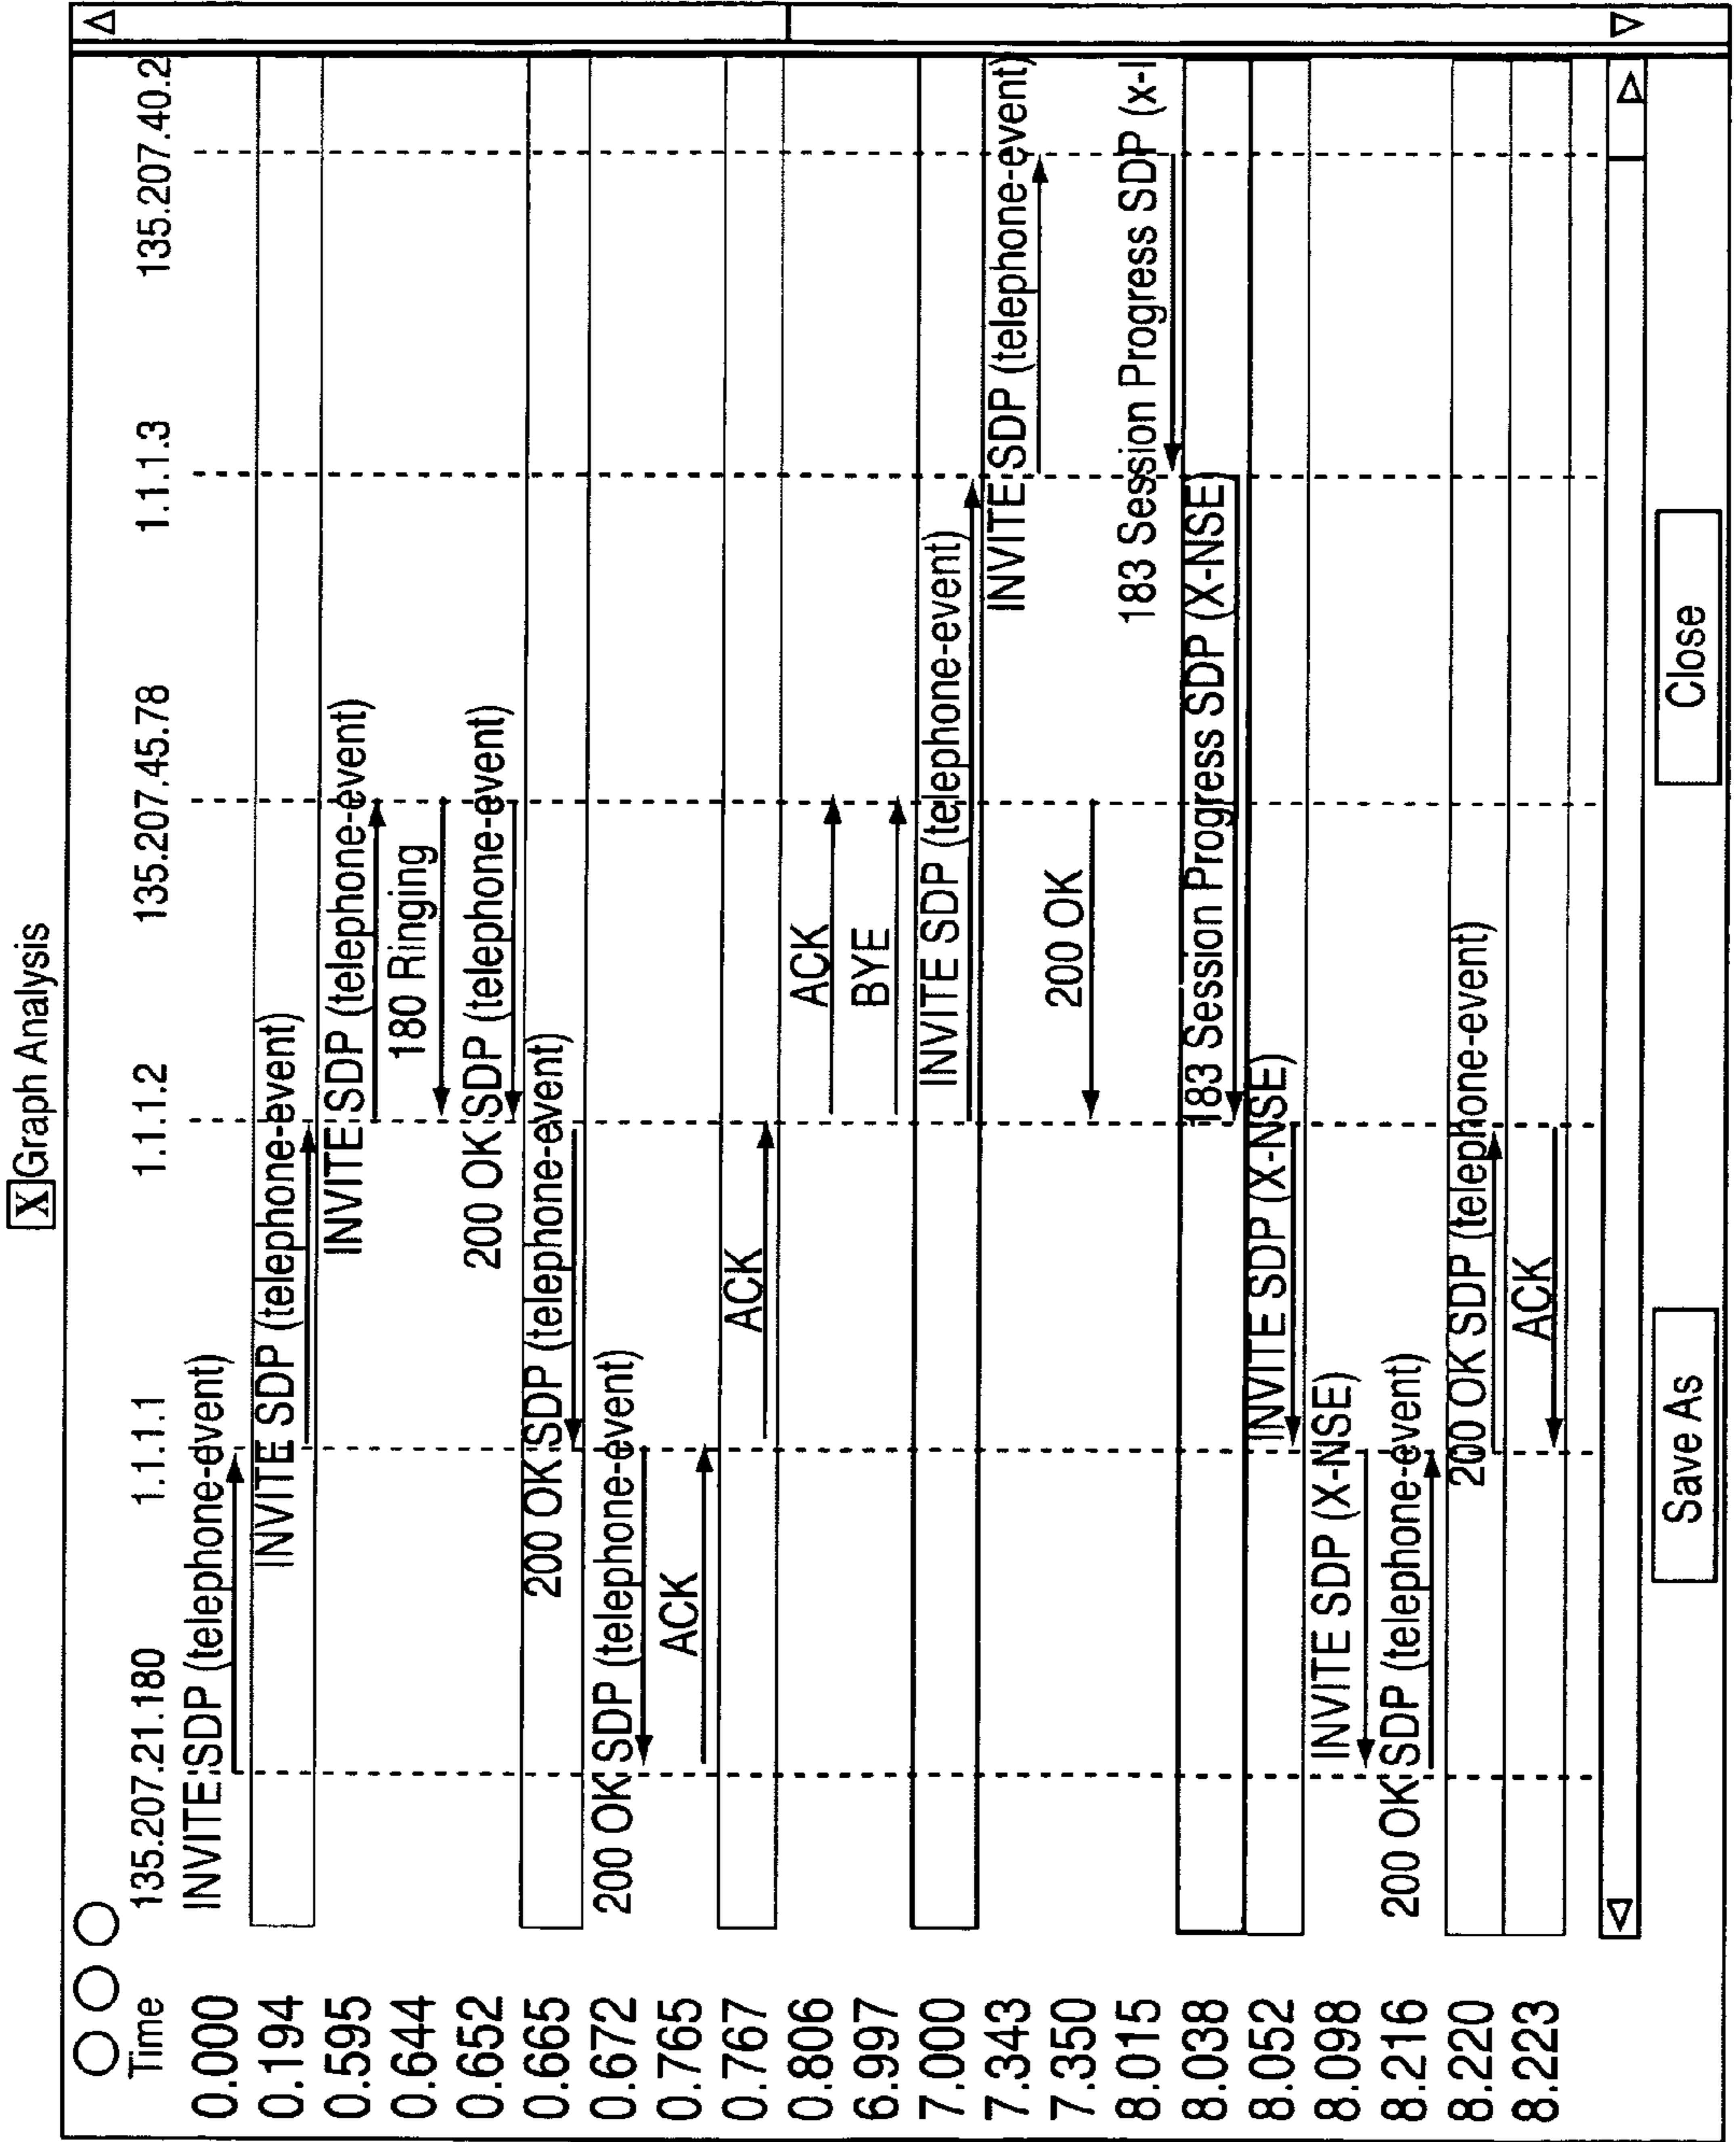 X Graph Analysis
Time 135.207.21.180 1.1.1.1 1.1.1.2 135.207.45.78 1.1.1.3 135.207.40.2
0.000 INVITE SDP (telephone-event)
0.194 INVITE SDP (telephone-event)
0.595 INVITE SDP (telephone-event)
0.644 180 Ringing
0.652 200 OK SDP (telephone-event)
0.665 200 OK SDP (telephone-event)
0.672 200 OK SDP (telephone-event)
0.765 ACK
0.767 ACK
0.806 ACK
6.997 BYE
7.000 INVITE SDP (telephone-event)
7.343 INVITE SDP (telephone-event)
7.350 200 OK
8.015 183 Session Progress SDP (x-
8.038 183 Session Progress SDP (X-NSE)
8.052 INVITE SDP (X-NSE)
8.098 INVITE SDP (X-NSE)
8.216 200 OK SDP (telephone-event)
8.220 200 OK SDP (telephone-event)
8.223 ACK
Save As Close